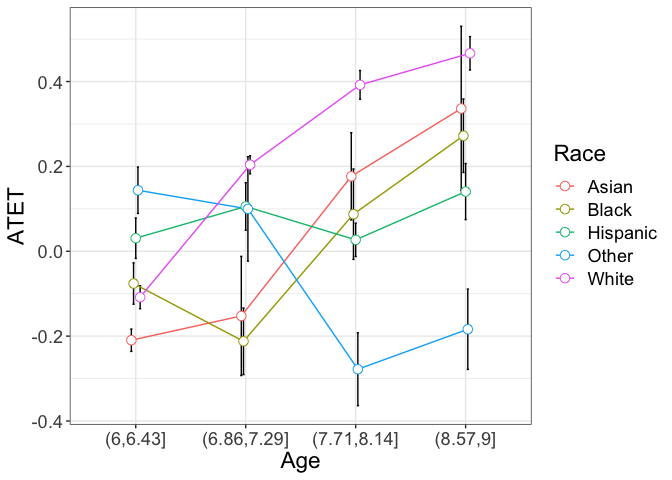 ATET
0.4
0.2
0.0
-0.2
-0.4
(6,6.43] (6.86,7.29] (7.71,8.14] (8.57,9]
Age
Race
Asian
Black
Hispanic
Other
White